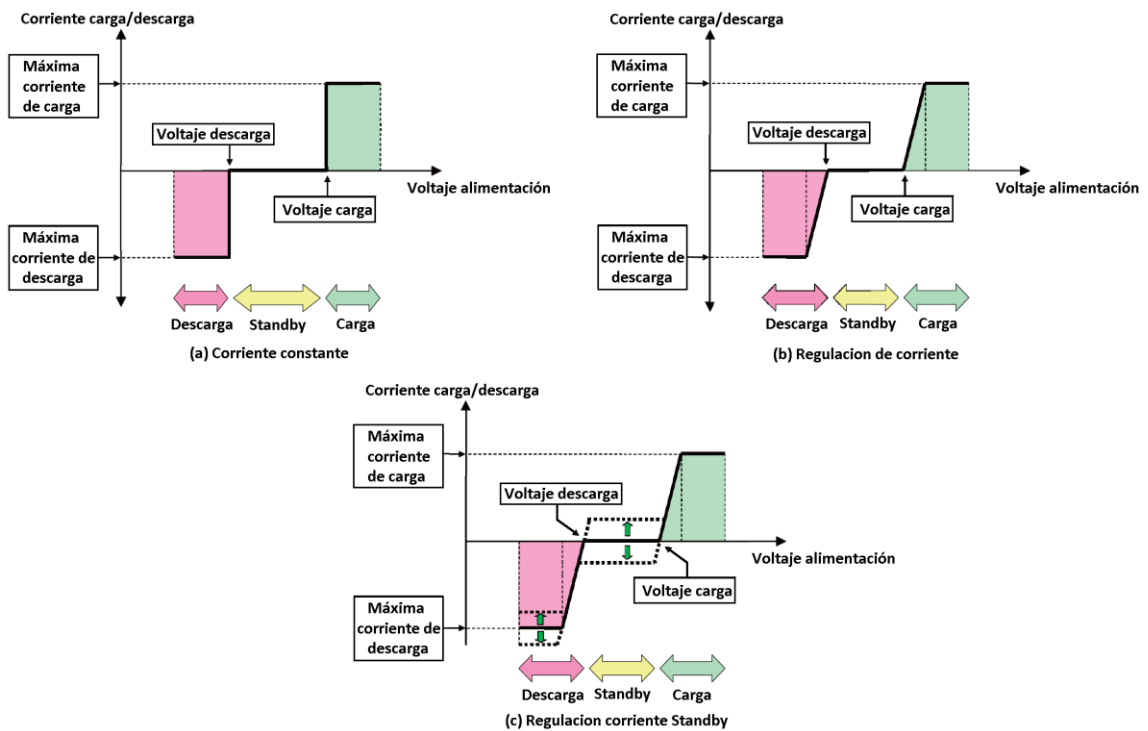 Corriente carga/descarga
Máxima
corriente
de carga
Voltaje descarga
Voltaje alimentación
Voltaje carga
Máxima
corriente de
descarga
Descarga
Standby
Carga
(a) Corriente constante
Corriente carga/descarga
Máxima
corriente
de carga
Voltaje descarga
Voltaje alimentación
Voltaje carga
Máxima
corriente de
descarga
Descarga
Standby
Carga
(b) Regulacion de corriente
Corriente carga/descarga
Máxima
corriente
de carga
Voltaje descarga
Voltaje alimentación
Voltaje carga
Máxima
corriente de
descarga
Descarga
Standby
Carga
(c) Regulacion corriente Standby